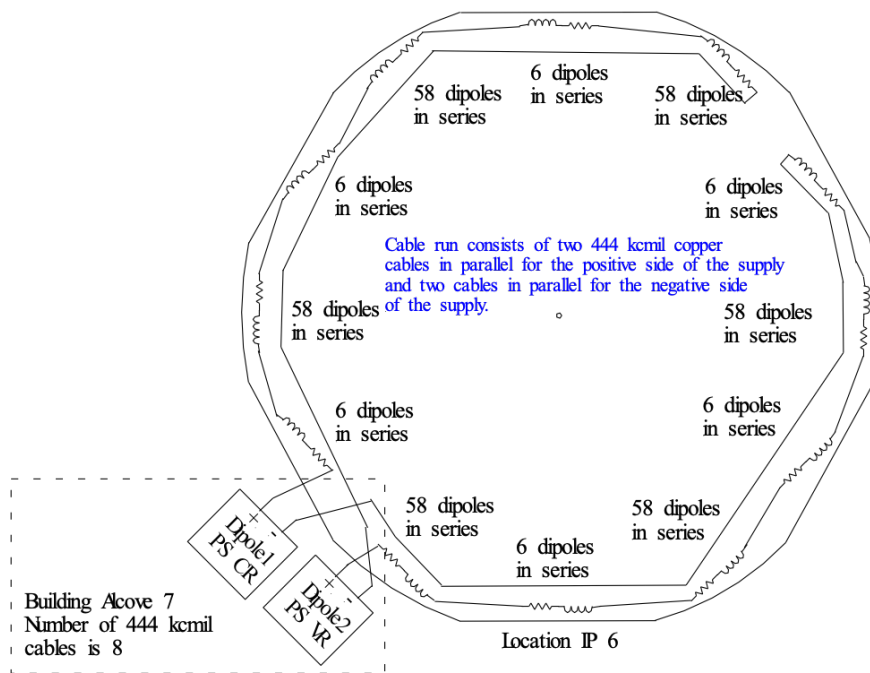 6 dipoles
in series
58 dipoles
in series
58 dipoles
in series
6 dipoles
in series
6 dipoles
in series
Cable run consists of two 444 kcmil copper
cables in parallel for the positive side of the supply
and two cables in parallel for the negative side
of the supply.
58 dipoles
in series
58 dipoles
in series
6 dipoles
in series
6 dipoles
in series
58 dipoles
in series
58 dipoles
in series
6 dipoles
in series
+ -
Dipole1
PS CR
+ -
Dipole2
PS VR
Building Alcove 7
Number of 444 kcmil
cables is 8
Location IP 6